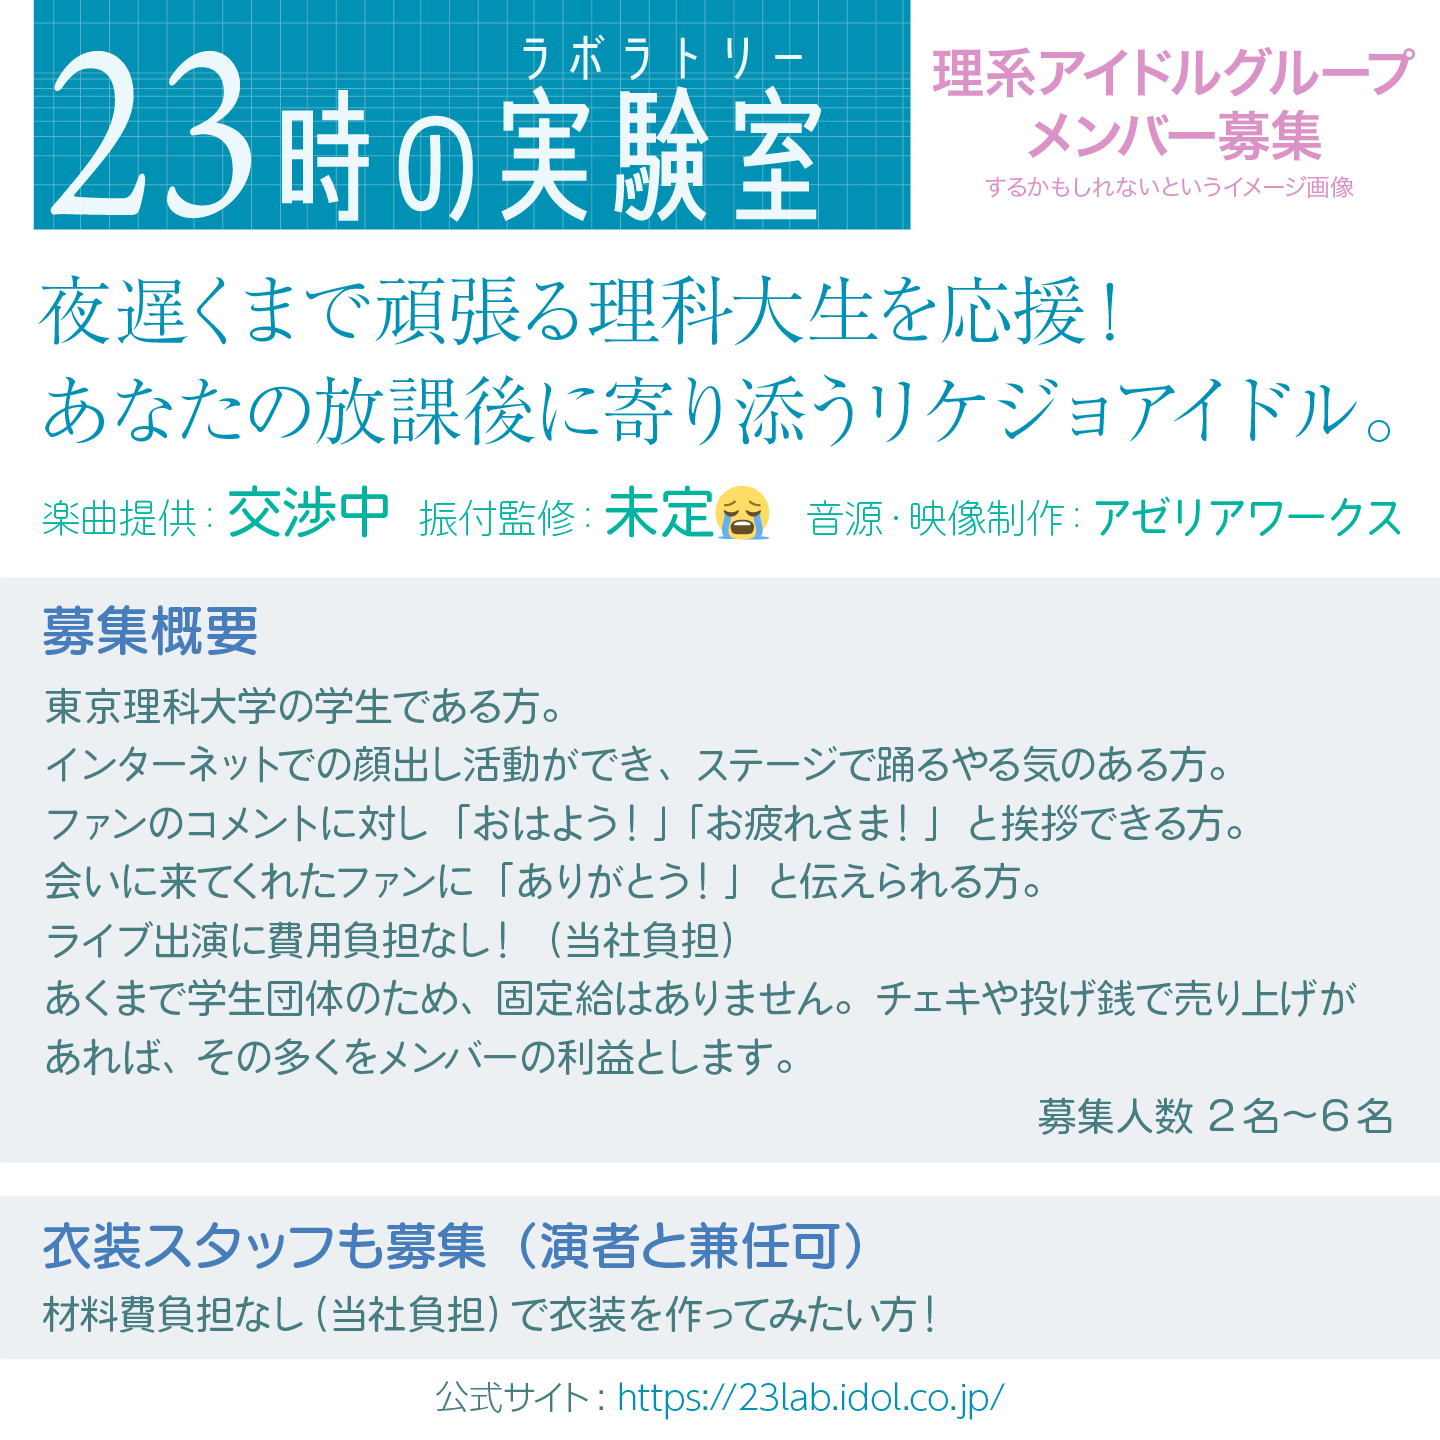 ラボラトリー
23時の実験室
理系アイドルグループ
メンバー募集
するかもしれないというイメージ画像
夜遅くまで頑張る理科大生を応援！
あなたの放課後に寄り添うリケジョアイドル。
楽曲提供：交渉中　振付監修：未定😭　音源・映像制作：アゼリアワークス
募集概要
東京理科大学の学生である方。
インターネットでの顔出し活動ができ、ステージで踊るやる気のある方。
ファンのコメントに対し「おはよう！」「お疲れさま！」と挨拶できる方。
会いに来てくれたファンに「ありがとう！」と伝えられる方。
ライブ出演に費用負担なし！（当社負担）
あくまで学生団体のため、固定給はありません。チェキや投げ銭で売り上げが
あれば、その多くをメンバーの利益とします。
募集人数 ２名〜６名
衣装スタッフも募集（演者と兼任可）
材料費負担なし（当社負担）で衣装を作ってみたい方！
公式サイト：https://23lab.idol.co.jp/